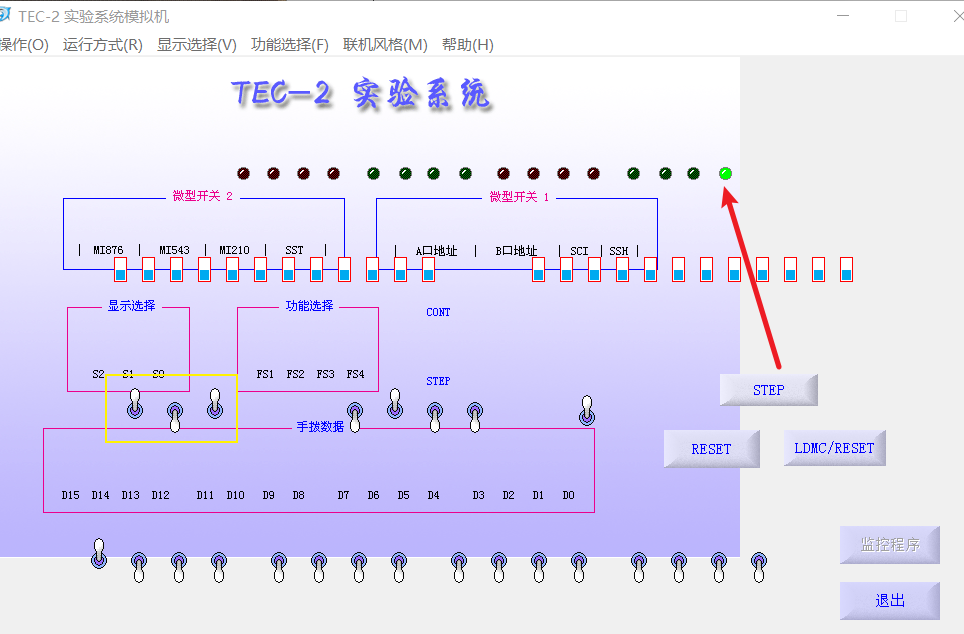 TEC-2 实验系统模拟机
操作(O) 运行方式(R) 显示选择(V) 功能选择(F) 联机风格(M) 帮助(H)
TEC-2 实验系统
微型开关 2 微型开关 1
MI876 MI543 MI210 SST A口地址 B口地址 SCI SSH
显示选择 功能选择 CONT
S2 S1 S0 FS1 FS2 FS3 FS4 STEP
STEP
手拨数据
RESET LDMC/RESET
D15 D14 D13 D12 D11 D10 D9 D8 D7 D6 D5 D4 D3 D2 D1 D0
监控程序
退出